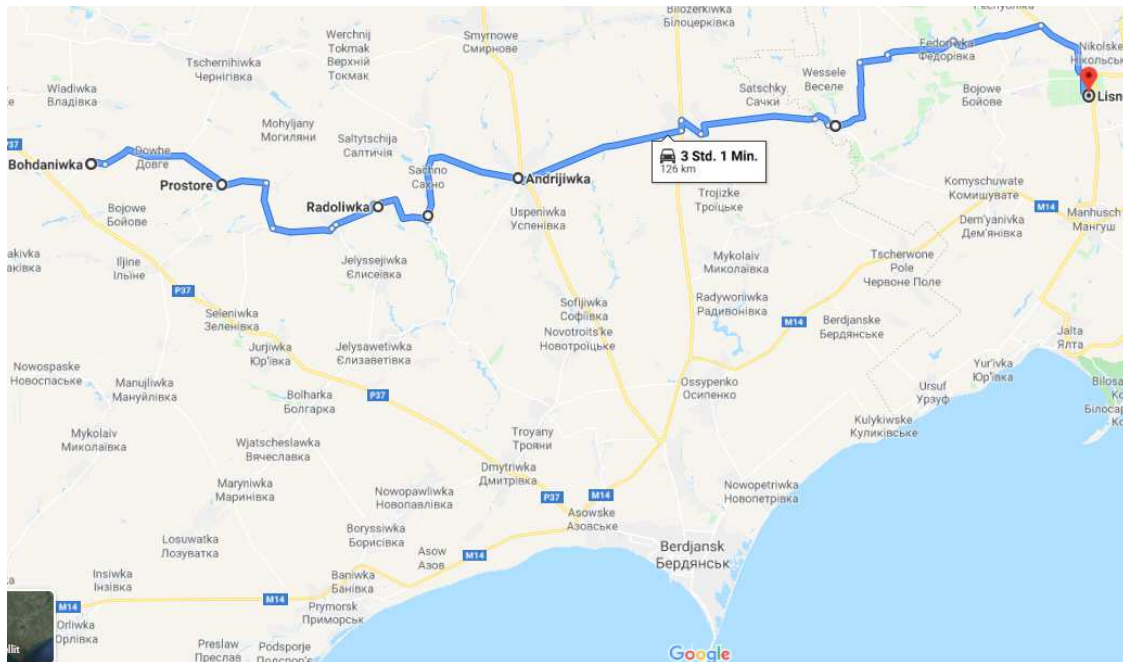 Bilozerkiwka
Білоцерківка
Smyrnowe
Смирнове
Werchnij
Tokmak
Верхній
Токмак
Tschernihiwka
Чернігівка
Wladiwka
Владівка
Fedoriwka
Федорівка
Nikolske
Нікольськ
Wessele
Веселе
Satschky
Сачки
Bojowe
Бойове
Lisn
Mohyljany
Могиляни
Saltytschija
Салтичія
P37
Dowhe
Довге
Bohdaniwka
3 Std. 1 Min.
126 km
Prostore
Sachno
Сахно
Andrijiwka
Radoliwka
Trojizke
Троїцьке
Komyschuwate
Комишувате
M14
Manhusch
Мангуш
Bojowe
Бойове
Uspeniwka
Успенівка
Dem'yanivka
Дем'янівка
Iljine
Ільїне
Jelyssejiwka
Єлисеївка
Mykolaiv
Миколаївка
Tscherwone
Pole
Червоне Поле
P37
Sofijiwka
Софіївка
Radywoniwka
Радивонівка
Seleniwka
Зеленівка
Novotroits'ke
Новотроїцьке
M14
Berdjanske
Бердянське
Jalta
Ялта
Jurjiwka
Юр'ївка
Jelysawetiwka
Єлизаветівка
Yur'ivka
Юр'ївка
Nowospaske
Новоспаське
Manujliwka
Мануйлівка
Bolharka
Болгарка
P37
Ossypenko
Осипенко
Ursuf
Урзуф
Kulykiwske
Куликівське
Mykolaiv
Миколаївка
Wjatscheslawka
Вячеславка
Troyany
Трояни
Dmytriwka
Дмитрівка
Maryniwka
Маринівка
Nowopawliwka
Новопавлівка
P37
M14
Nowopetriwka
Новопетрівка
Asowske
Азовське
Boryssiwka
Борисівка
Losuwatka
Лозуватка
Berdjansk
Бердянськ
Asow
Азов
M14
Insiwka
Інзівка
Baniwka
Банівка
M14
M14
Prymorsk
Приморськ
Orliwka
Орлівка
Preslaw
Преслав
Podsporje
Google